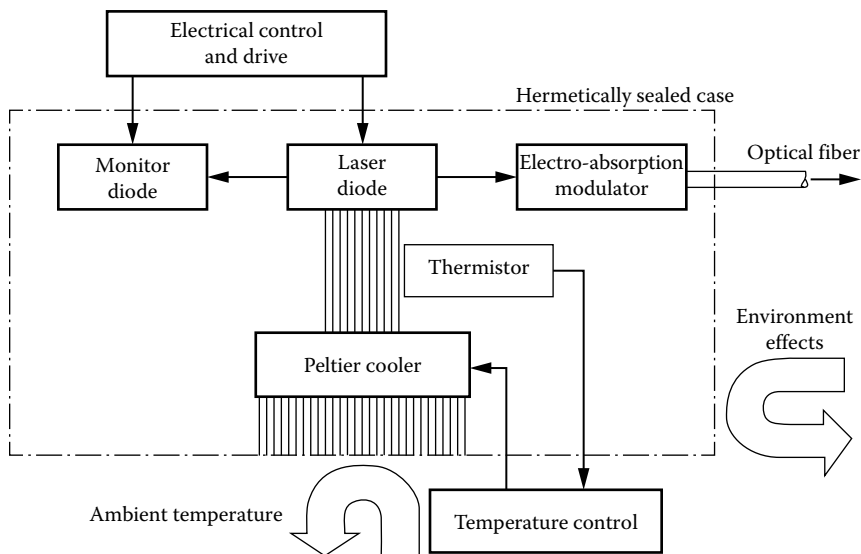 Electrical control
and drive
Hermetically sealed case
Monitor
diode
Laser
diode
Electro-absorption
modulator
Optical fiber
Thermistor
Environment
effects
Peltier cooler
Ambient temperature
Temperature control